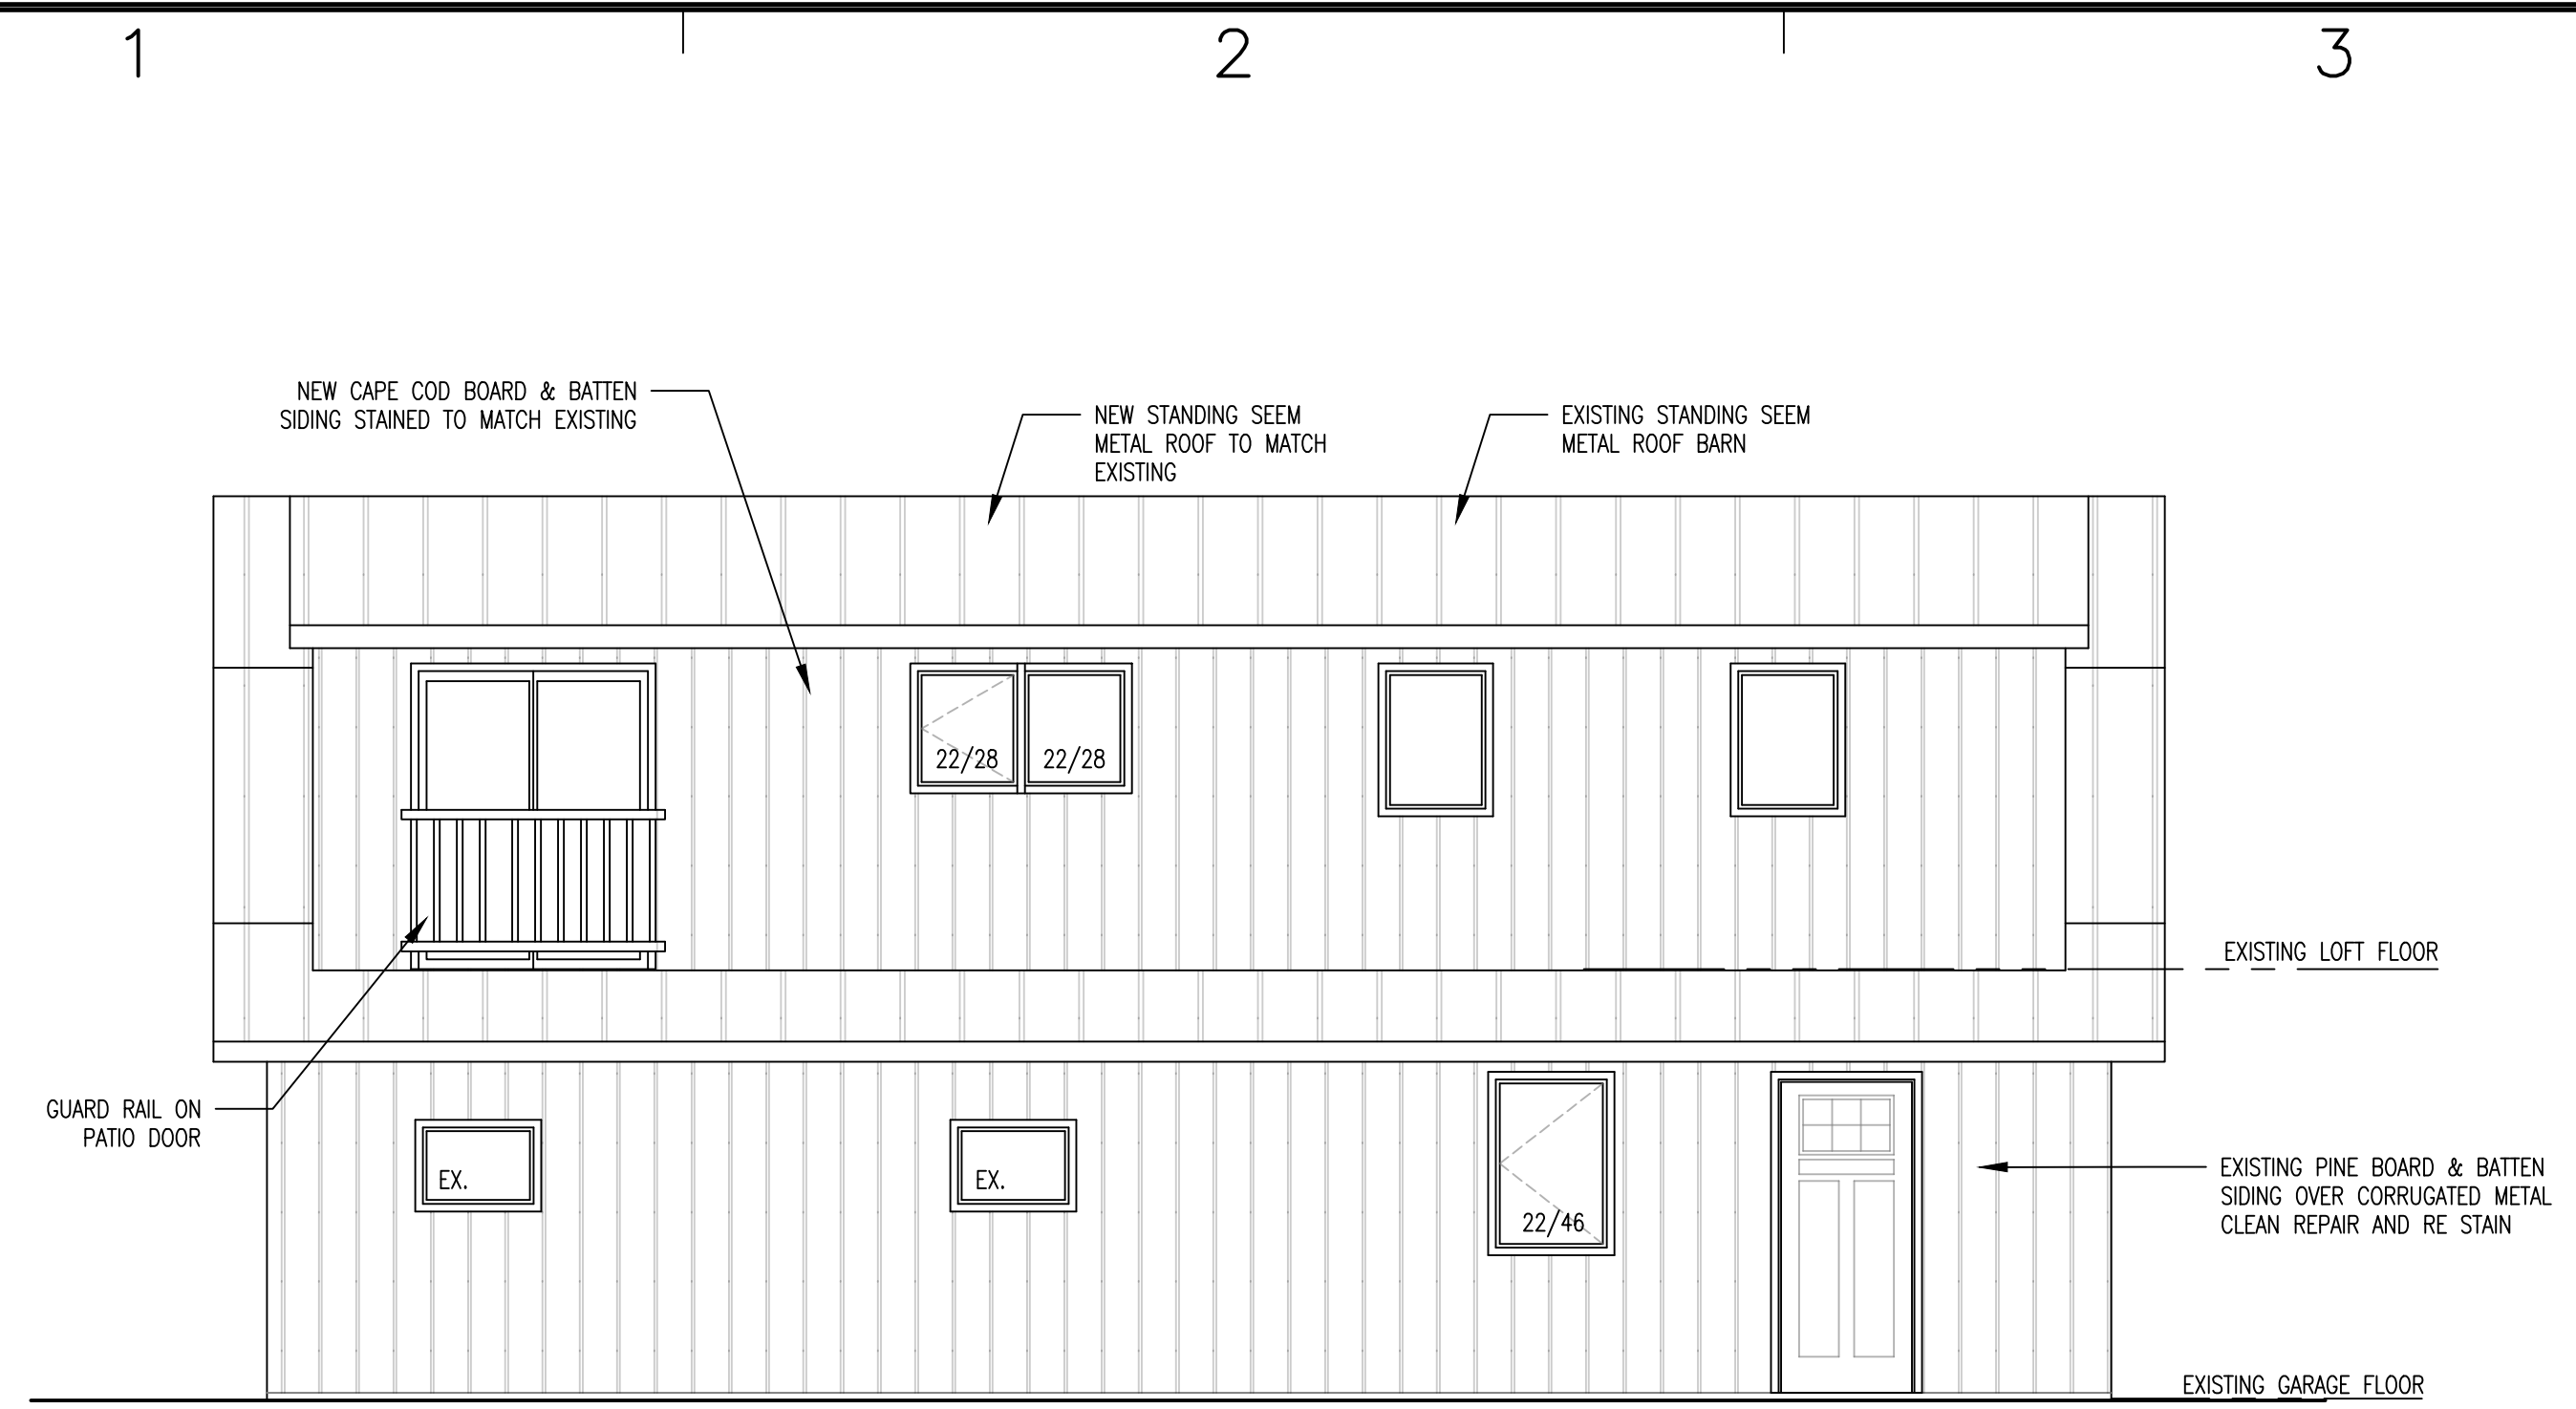 1
2
3
NEW CAPE COD BOARD & BATTEN
SIDING STAINED TO MATCH EXISTING
NEW STANDING SEEM
METAL ROOF TO MATCH
EXISTING
EXISTING STANDING SEEM
METAL ROOF BARN
22/28
22/28
EXISTING LOFT FLOOR
GUARD RAIL ON
PATIO DOOR
EX.
EX.
22/46
EXISTING PINE BOARD & BATTEN
SIDING OVER CORRUGATED METAL
CLEAN REPAIR AND RE STAIN
EXISTING GARAGE FLOOR